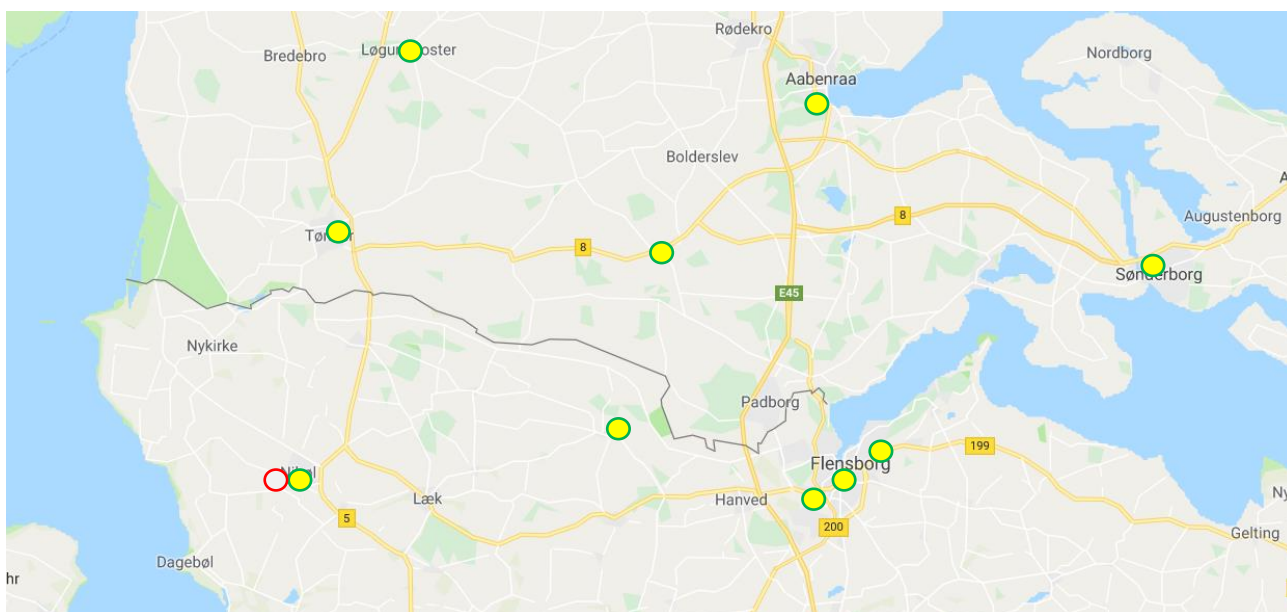 Rødekro
Nordborg
Bredebro
Aabenraa
Bolderslev
8
Augustenborg
8
Sønderborg
E45
Nykirke
Padborg
199
Flensborg
Læk
Hanved
5
200
Gelting
Dagebøl